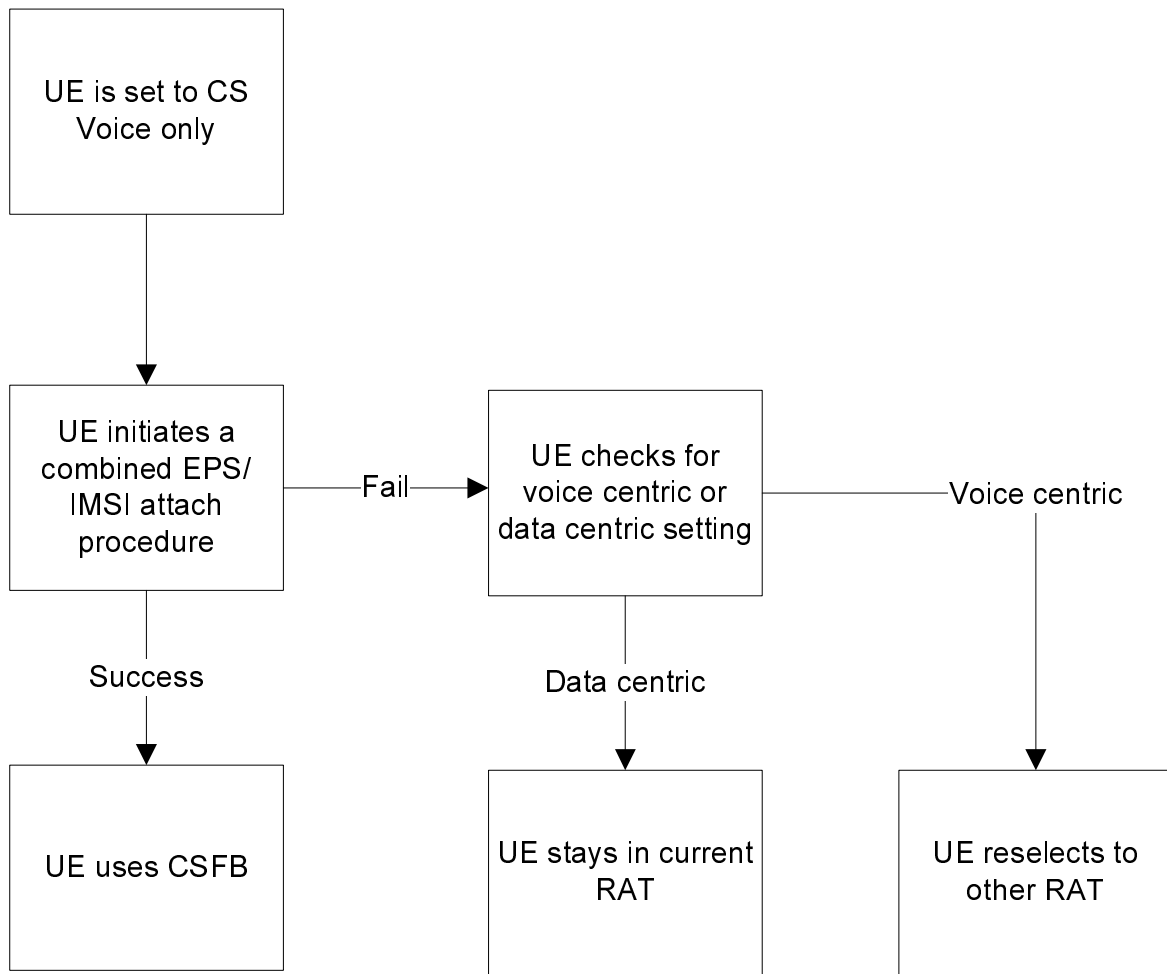 UE is set to CS
Voice only
UE initiates a
combined EPS/
IMSI attach
procedure
Fail
UE checks for
voice centric or
data centric setting
Voice centric
Success
Data centric
UE uses CSFB
UE stays in current
RAT
UE reselects to
other RAT